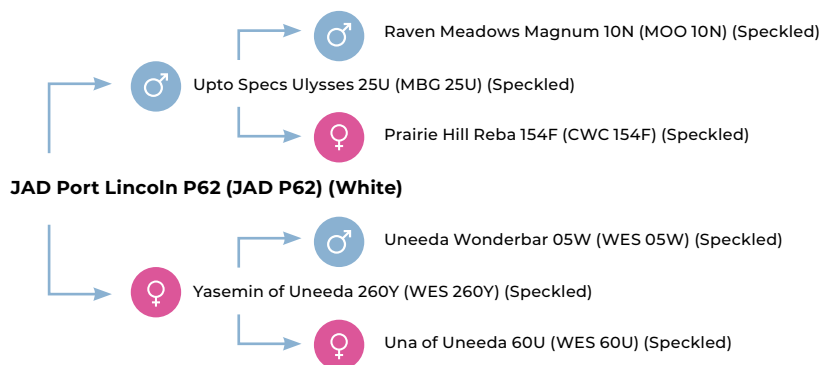 Raven Meadows Magnum 10N (MOO 10N) (Speckled)
Upto Specs Ulysses 25U (MBG 25U) (Speckled)
Prairie Hill Reba 154F (CWC 154F) (Speckled)
JAD Port Lincoln P62 (JAD P62) (White)
Uneeda Wonderbar 05W (WES 05W) (Speckled)
Yasemin of Uneeda 260Y (WES 260Y) (Speckled)
Una of Uneeda 60U (WES 60U) (Speckled)